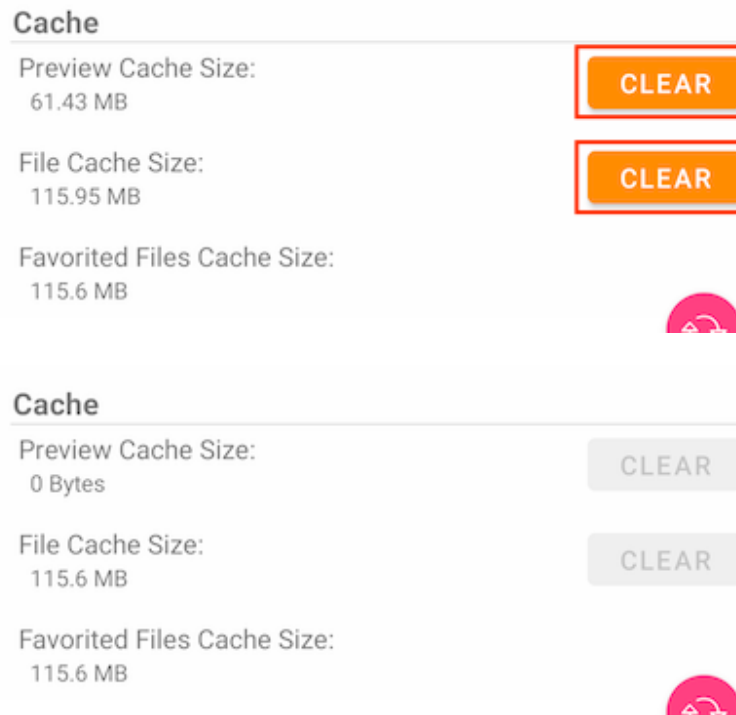 Cache
Preview Cache Size:
61.43 MB
CLEAR
File Cache Size:
115.95 MB
CLEAR
Favorited Files Cache Size:
115.6 MB
Cache
Preview Cache Size:
0 Bytes
CLEAR
File Cache Size:
115.6 MB
CLEAR
Favorited Files Cache Size:
115.6 MB